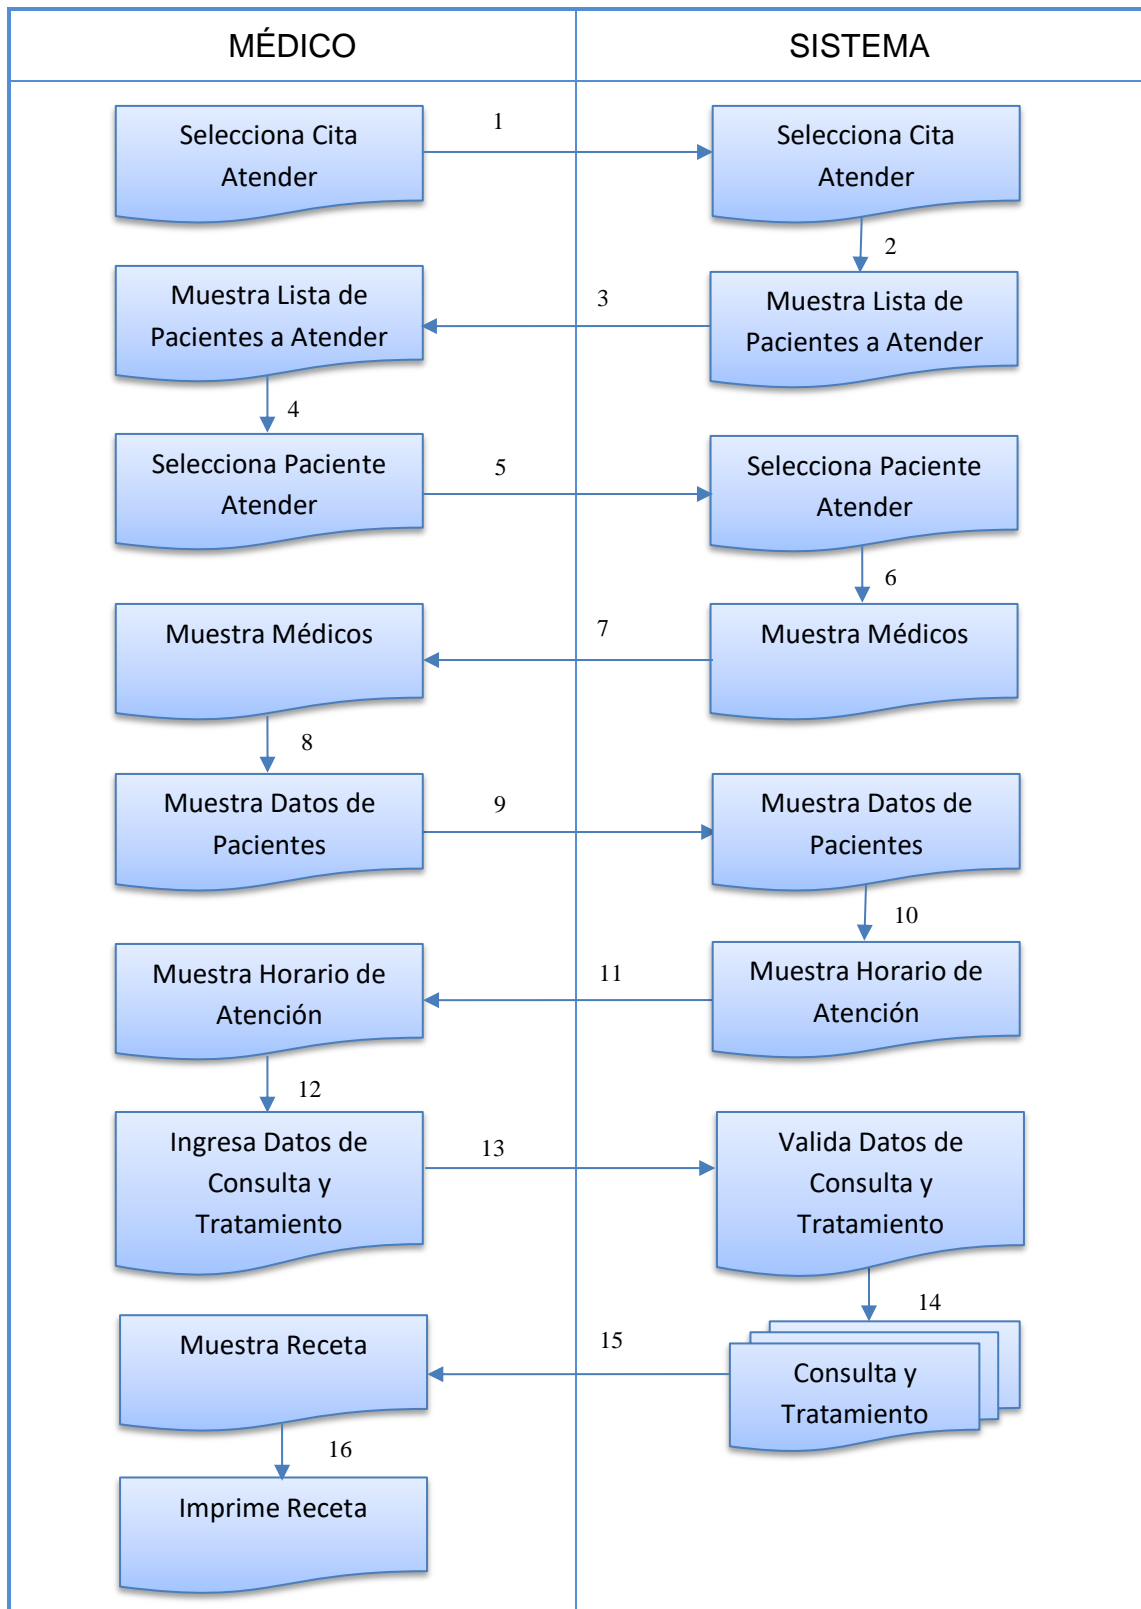 MÉDICO
SISTEMA
Selecciona Cita
Atender
1
Selecciona Cita
Atender
2
Muestra Lista de
Pacientes a Atender
3
Muestra Lista de
Pacientes a Atender
4
Selecciona Paciente
Atender
5
Selecciona Paciente
Atender
6
Muestra Médicos
7
Muestra Médicos
8
Muestra Datos de
Pacientes
9
Muestra Datos de
Pacientes
10
Muestra Horario de
Atención
11
Muestra Horario de
Atención
12
Ingresa Datos de
Consulta y
Tratamiento
13
Valida Datos de
Consulta y
Tratamiento
14
Muestra Receta
15
Consulta y
Tratamiento
16
Imprime Receta